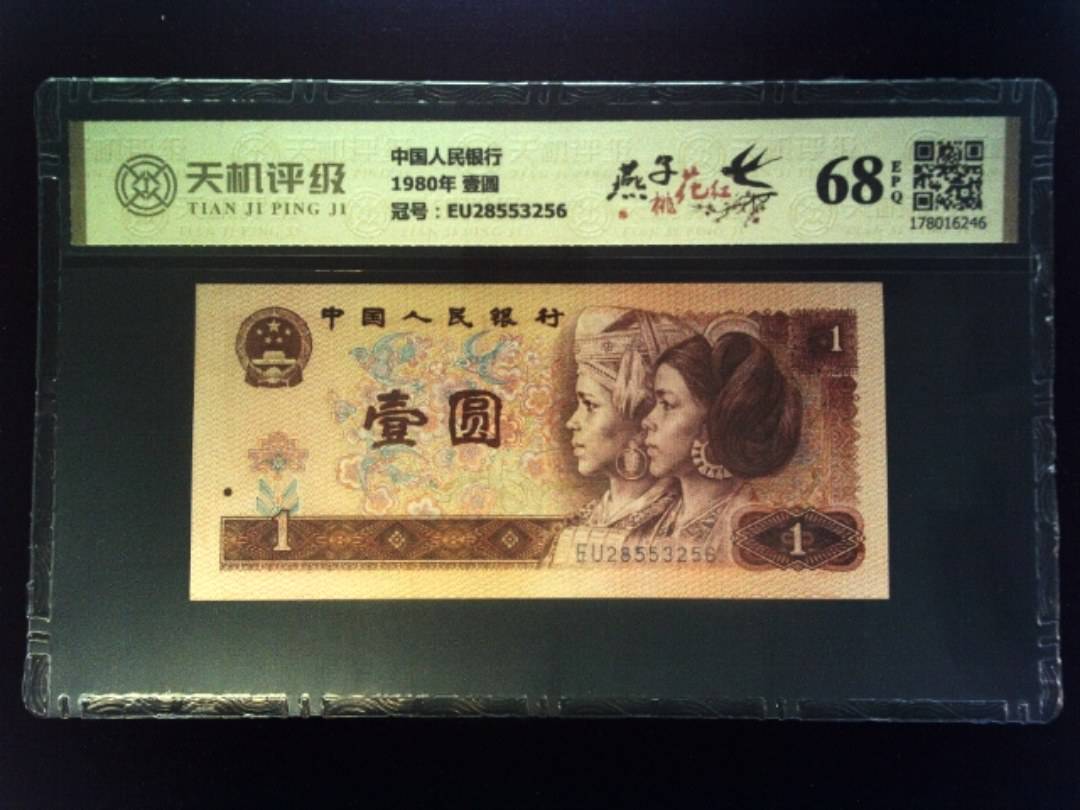 天机评级
TIAN JI PING JI
中国人民银行
1980年 壹圆
冠号：EU28553256
燕子
桃花红
68
EPQ
178016246
中国人民银行
1
壹圆
1
EU28553256
1